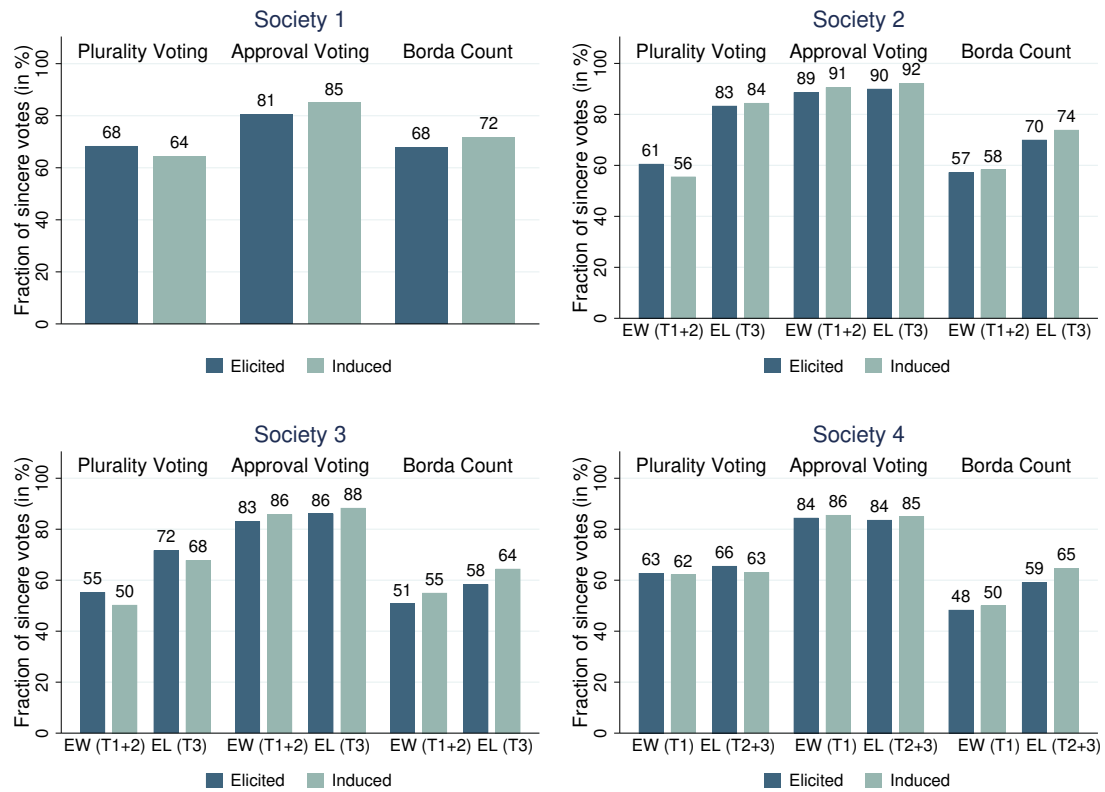 Society 1
Plurality Voting Approval Voting Borda Count
Fraction of sincere votes (in %)
0 20 40 60 80 100
68 64 81 85 68 72
Elicited Induced
Society 2
Plurality Voting Approval Voting Borda Count
Fraction of sincere votes (in %)
0 20 40 60 80 100
61 56 83 84 89 91 90 92 57 58 70 74
EW (T1+2) EL (T3) EW (T1+2) EL (T3) EW (T1+2) EL (T3)
Elicited Induced
Society 3
Plurality Voting Approval Voting Borda Count
Fraction of sincere votes (in %)
0 20 40 60 80 100
55 50 72 68 83 86 86 88 51 55 58 64
EW (T1+2) EL (T3) EW (T1+2) EL (T3) EW (T1+2) EL (T3)
Elicited Induced
Society 4
Plurality Voting Approval Voting Borda Count
Fraction of sincere votes (in %)
0 20 40 60 80 100
63 62 66 63 84 86 84 85 48 50 59 65
EW (T1) EL (T2+3) EW (T1) EL (T2+3) EW (T1) EL (T2+3)
Elicited Induced